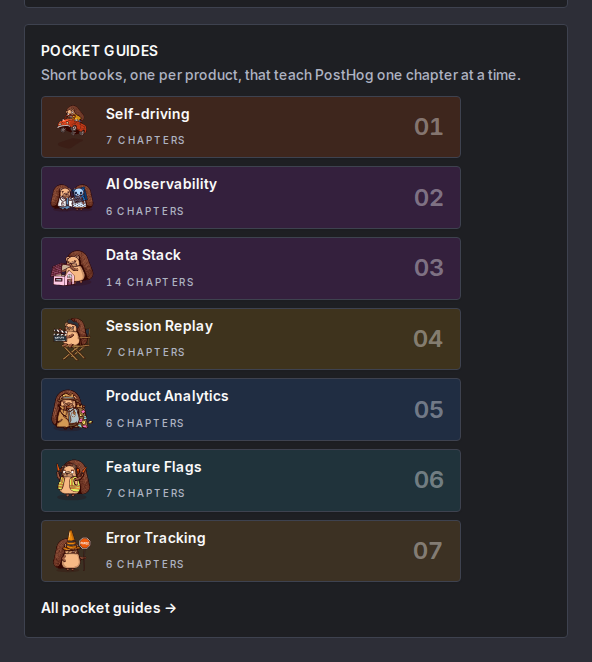 POCKET GUIDES
Short books, one per product, that teach PostHog one chapter at a time.
Self-driving
7 CHAPTERS
01
AI Observability
6 CHAPTERS
02
Data Stack
14 CHAPTERS
03
Session Replay
7 CHAPTERS
04
Product Analytics
6 CHAPTERS
05
Feature Flags
7 CHAPTERS
06
Error Tracking
6 CHAPTERS
07
All pocket guides →